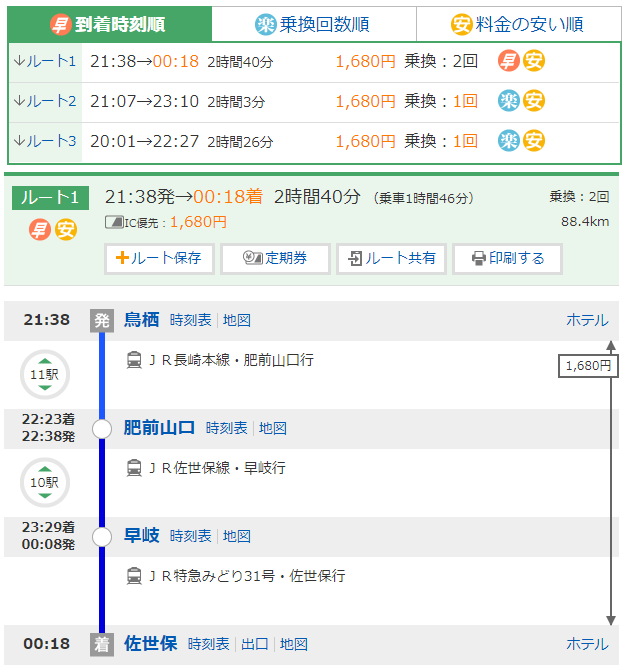 早 到着時刻順 楽 乗換回数順 安 料金の安い順
↓ルート1 21:38→00:18 2時間40分 1,680円 乗換：2回 早 安
↓ルート2 21:07→23:10 2時間3分 1,680円 乗換：1回 楽 安
↓ルート3 20:01→22:27 2時間26分 1,680円 乗換：1回 楽 安
ルート1 21:38発→00:18着 2時間40分 （乗車1時間46分） 乗換：2回
早 安 IC優先：1,680円 88.4km
ルート保存 定期券 ルート共有 印刷する
21:38 発 鳥栖 時刻表 地図 ホテル
11駅 ＪＲ長崎本線・肥前山口行 1,680円
22:23着
22:38発 肥前山口 時刻表 地図
10駅 ＪＲ佐世保線・早岐行
23:29着
00:08発 早岐 時刻表 地図
ＪＲ特急みどり31号・佐世保行
00:18 着 佐世保 時刻表 出口 地図 ホテル